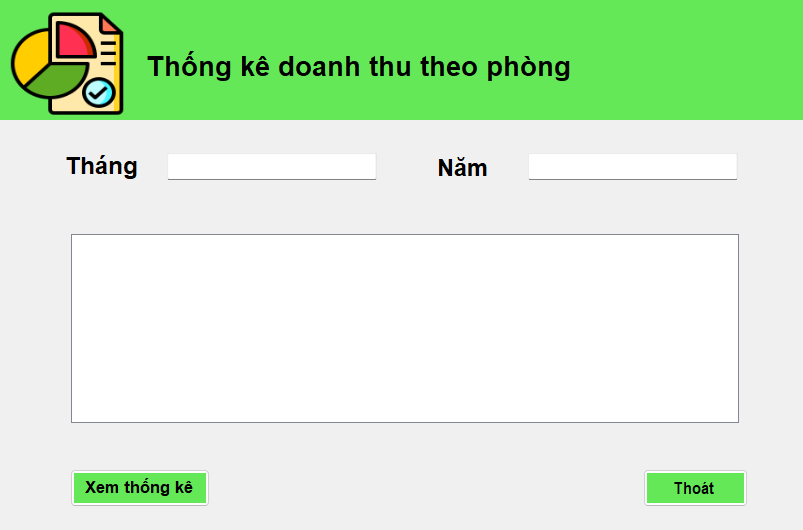 Thống kê doanh thu theo phòng
Tháng
Năm
Xem thống kê
Thoát